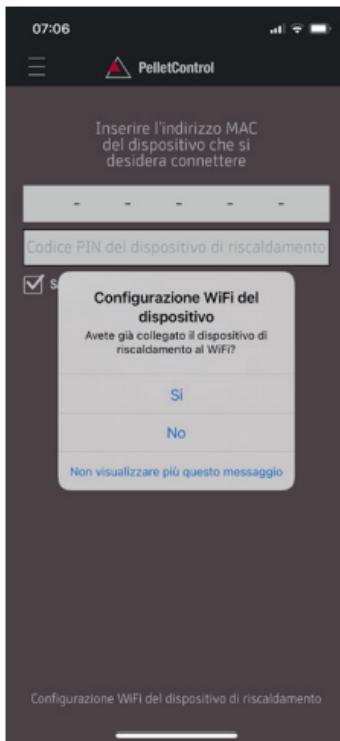 07:06
PelletControl
Inserire l'indirizzo MAC
del dispositivo che si
desidera connettere
- - - - -
Codice PIN del dispositivo di riscaldamento
S
Configurazione WiFi del
dispositivo
Avete già collegato il dispositivo di
riscaldamento al WiFi?
Si
No
Non visualizzare più questo messaggio
Configurazione WiFi del dispositivo di riscaldamento